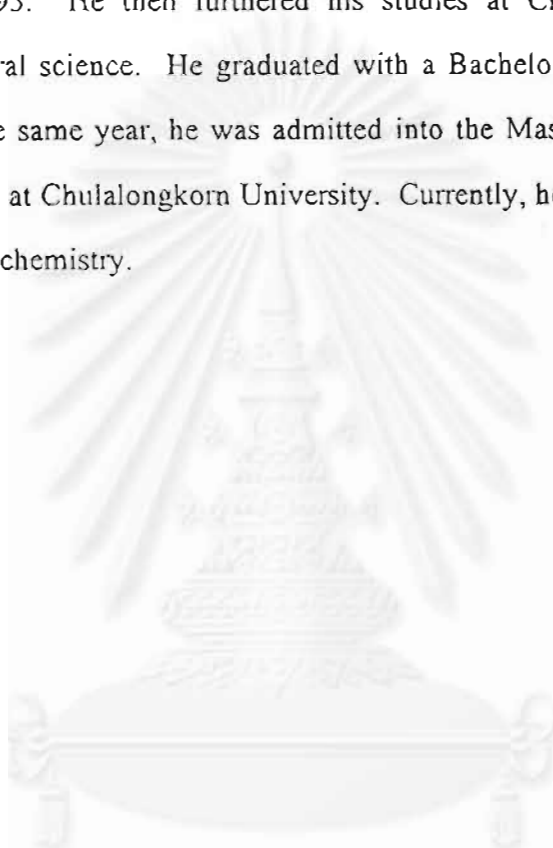 He then furthered his studies at
ral science. He graduated with a Bachelo
e same year, he was admitted into the Mas
at Chulalongkorn University. Currently, h
chemistry.